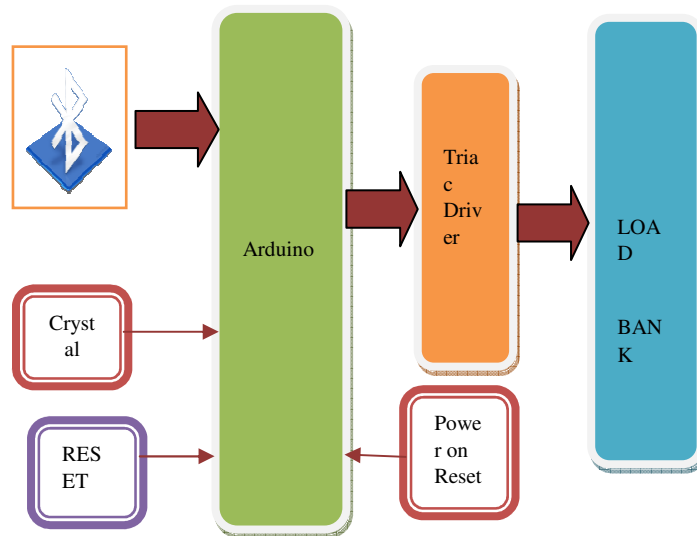 Arduino
Tria
c
Driv
er
LOA
D
BAN
K
Cryst
al
RES
ET
Powe
r on
Reset